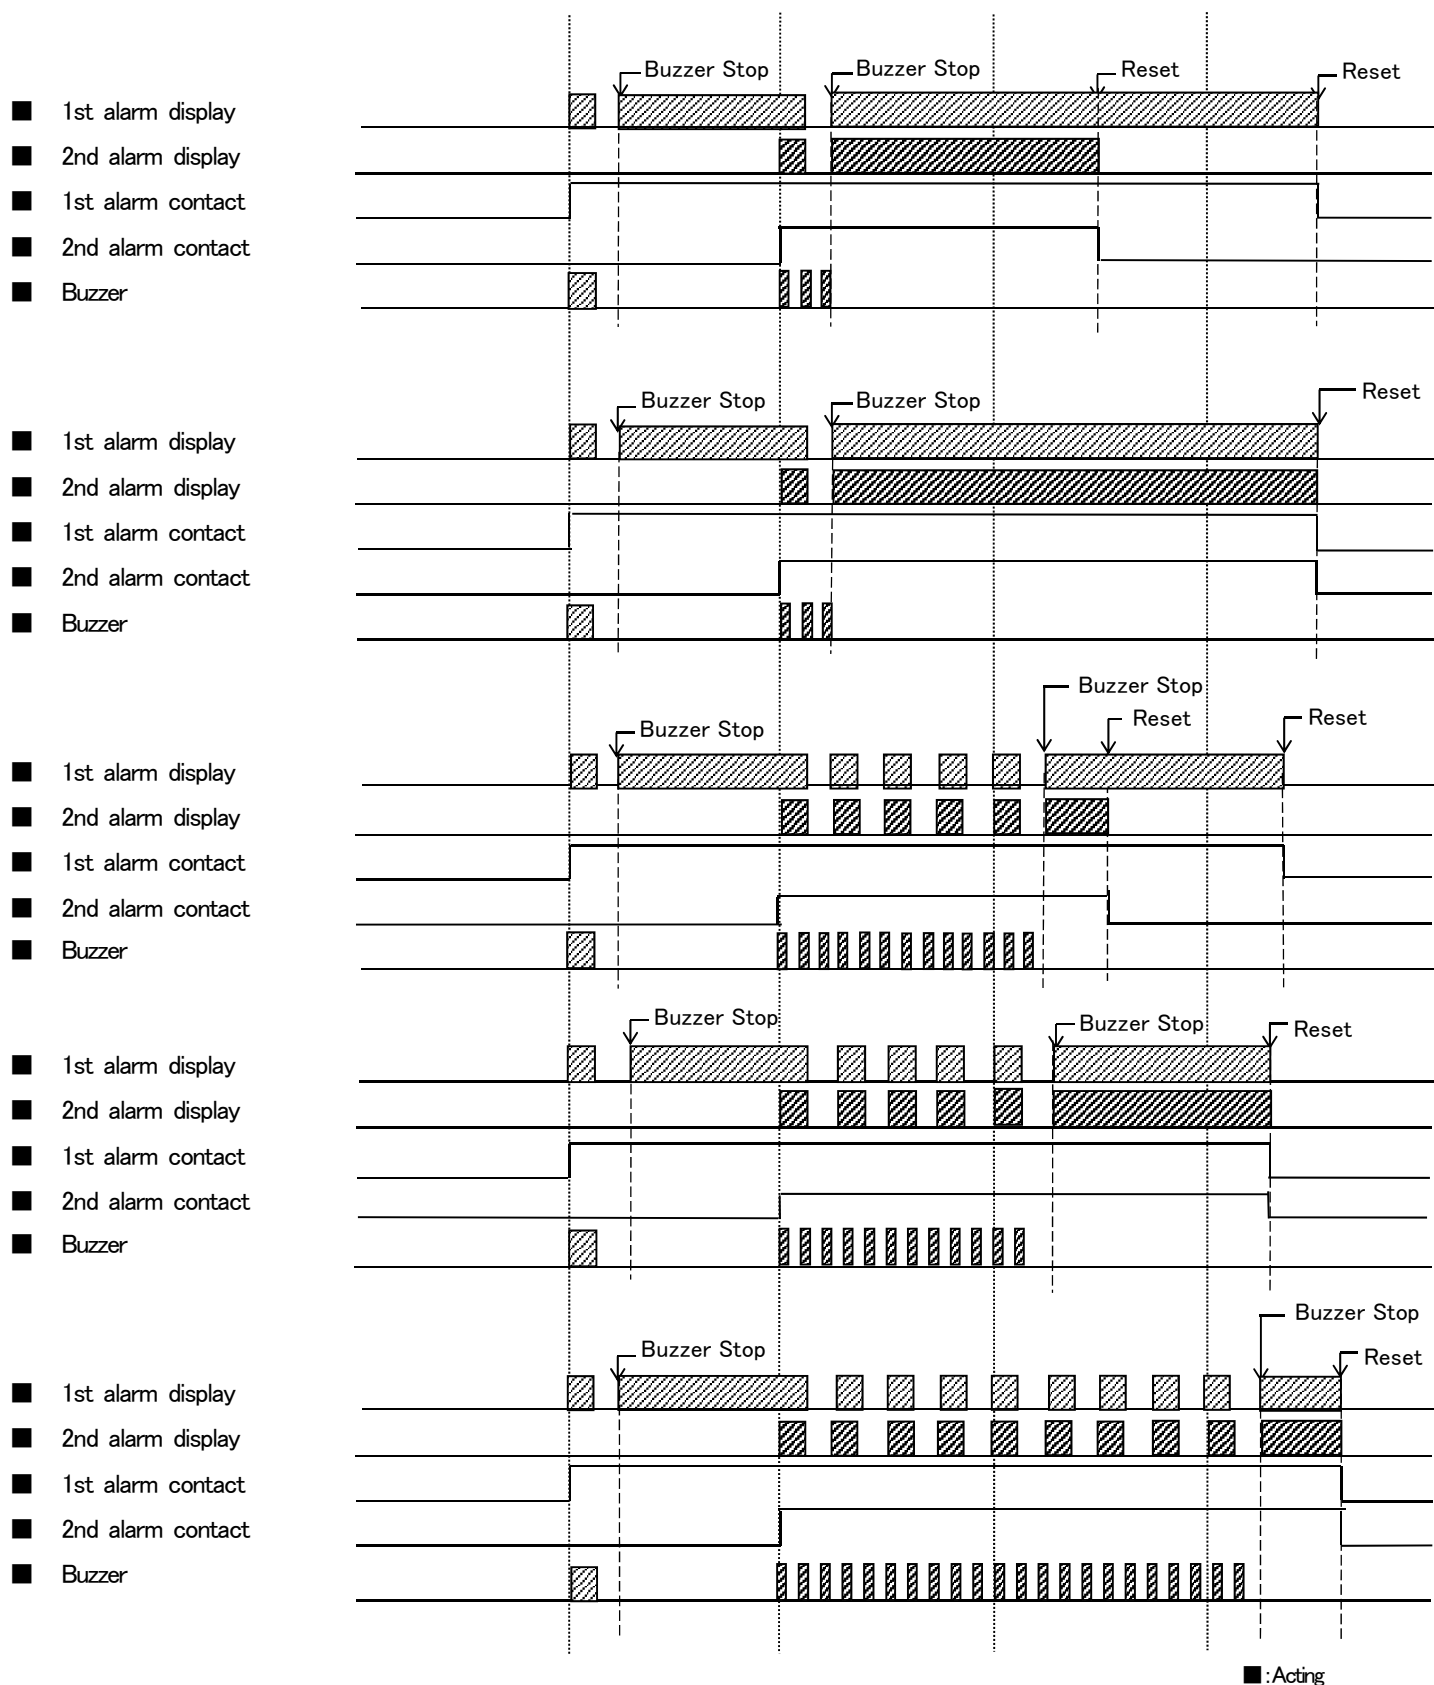 Buzzer Stop Buzzer Stop Reset Reset
■ 1st alarm display
■ 2nd alarm display
■ 1st alarm contact
■ 2nd alarm contact
■ Buzzer
Buzzer Stop Buzzer Stop Reset
■ 1st alarm display
■ 2nd alarm display
■ 1st alarm contact
■ 2nd alarm contact
■ Buzzer
Buzzer Stop
Buzzer Stop Reset Reset
■ 1st alarm display
■ 2nd alarm display
■ 1st alarm contact
■ 2nd alarm contact
■ Buzzer
Buzzer Stop Buzzer Stop Reset
■ 1st alarm display
■ 2nd alarm display
■ 1st alarm contact
■ 2nd alarm contact
■ Buzzer
Buzzer Stop
Buzzer Stop Reset
■ 1st alarm display
■ 2nd alarm display
■ 1st alarm contact
■ 2nd alarm contact
■ Buzzer
■:Acting